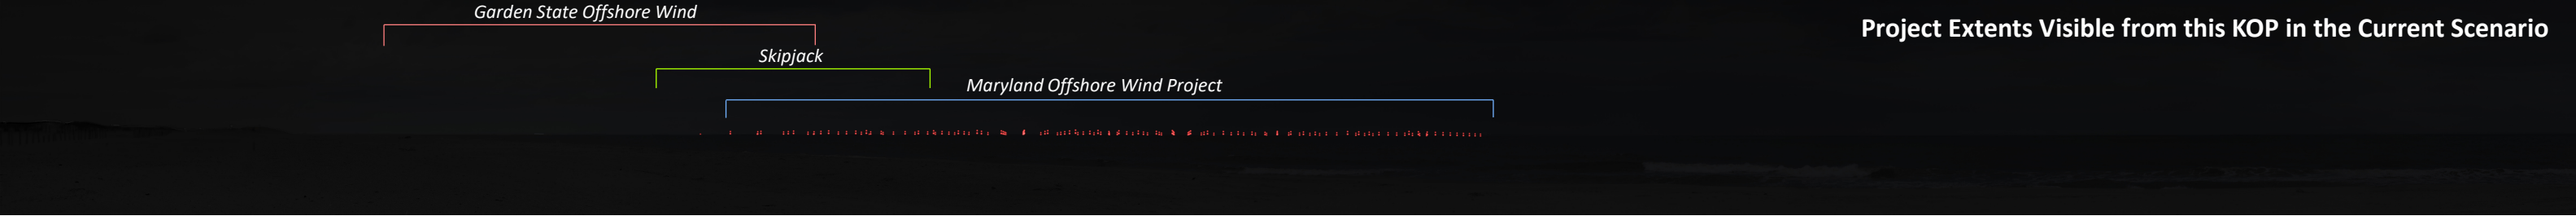 Garden State Offshore Wind
Project Extents Visible from this KOP in the Current Scenario
Skipjack
Maryland Offshore Wind Project